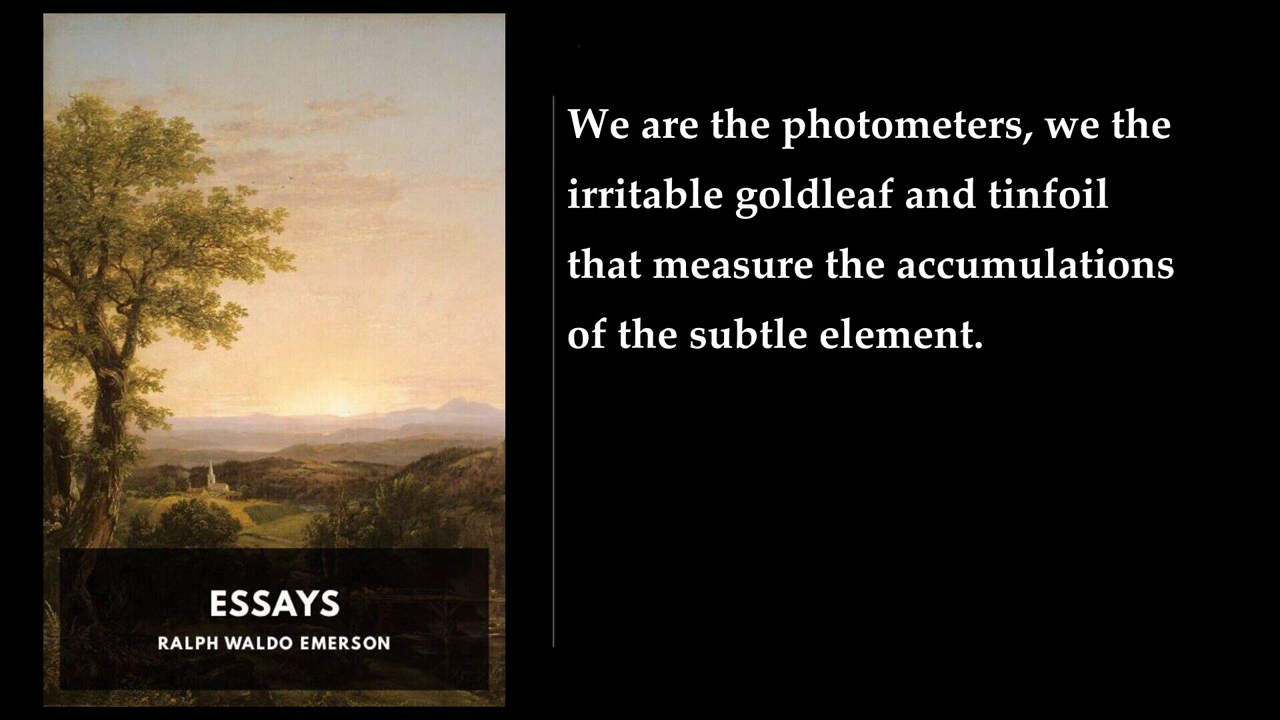 ESSAYS
RALPH WALDO EMERSON
We are the photometers, we the
irritable goldleaf and tinfoil
that measure the accumulations
of the subtle element.